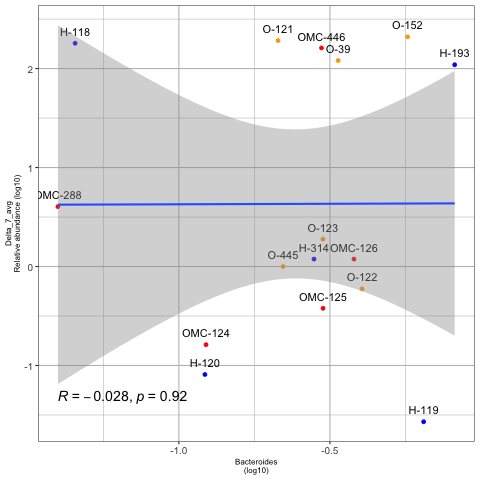 H-118
O-121
OMC-446
O-152
O-39
H-193
OMC-288
O-123
O-445
H-314
OMC-126
O-122
OMC-125
OMC-124
H-120
H-119
R = −0.028, p = 0.92
2
1
0
-1
-1.0
-0.5
Delta_7_avg
Relative abundance (log10)
Bacteroides
(log10)